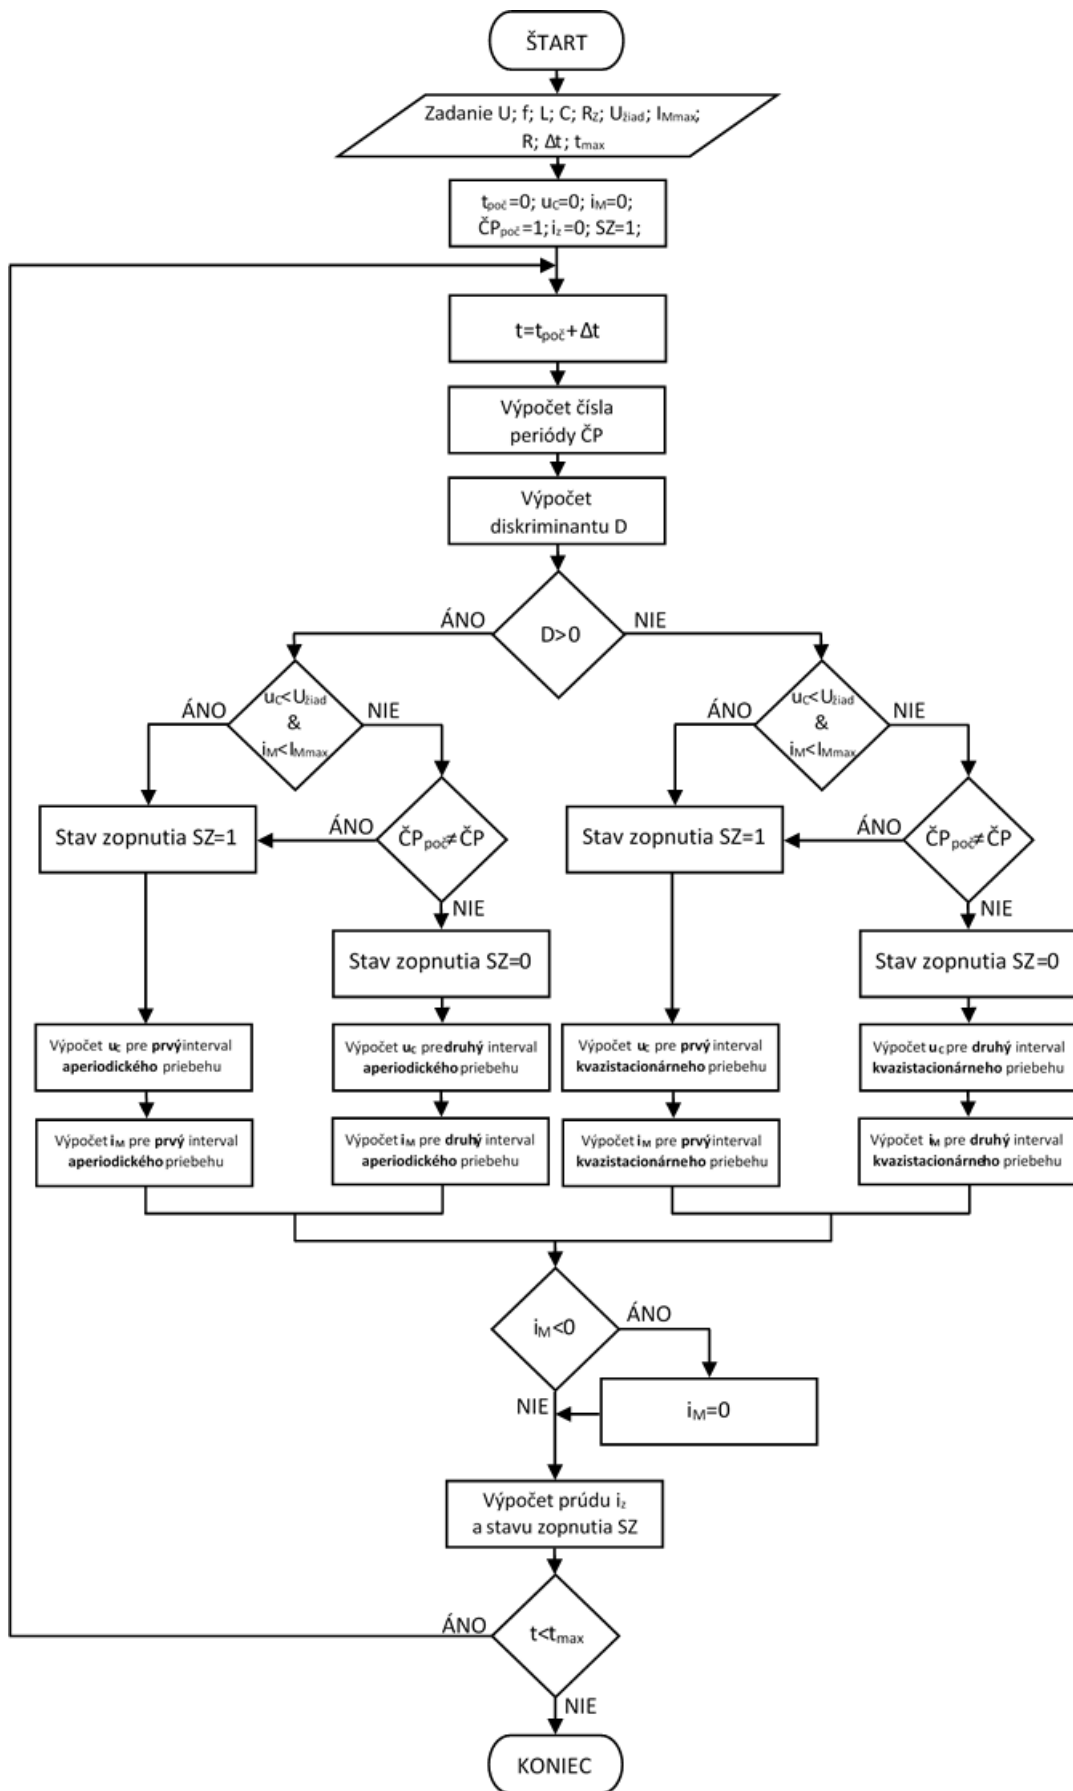 ŠTART
Zadanie U; f; L; C; R_Z; U_žiad; I_Mmax;
R; Δt; t_max
t_poč=0; u_C=0; i_M=0;
ČP_poč=1; i_z=0; SZ=1;
t=t_poč+Δt
Výpočet čísla
periódy ČP
Výpočet
diskriminantu D
ÁNO
D>0
NIE
ÁNO
u_C<U_žiad
&
i_M<I_Mmax
NIE
ÁNO
u_C<U_žiad
&
i_M<I_Mmax
NIE
Stav zopnutia SZ=1
ÁNO
ČP_poč≠ČP
NIE
Stav zopnutia SZ=1
ÁNO
ČP_poč≠ČP
NIE
Stav zopnutia SZ=0
Stav zopnutia SZ=0
Výpočet u_C pre prvý interval
aperiodického priebehu
Výpočet u_C pre druhý interval
aperiodického priebehu
Výpočet u_C pre prvý interval
kvazistacionárneho priebehu
Výpočet u_C pre druhý interval
kvazistacionárneho priebehu
Výpočet i_M pre prvý interval
aperiodického priebehu
Výpočet i_M pre druhý interval
aperiodického priebehu
Výpočet i_M pre prvý interval
kvazistacionárneho priebehu
Výpočet i_M pre druhý interval
kvazistacionárneho priebehu
i_M<0
ÁNO
NIE
i_M=0
Výpočet prúdu i_z
a stavu zopnutia SZ
ÁNO
t<t_max
NIE
KONIEC